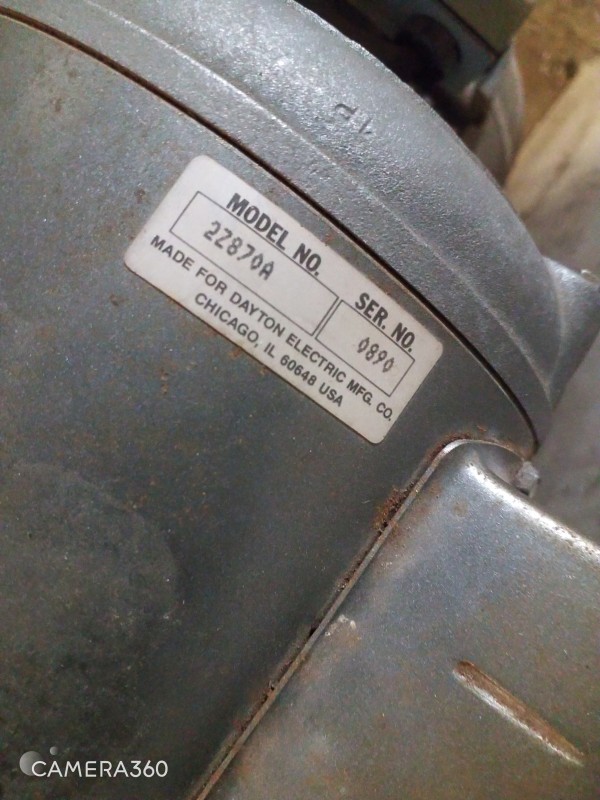 MODEL NO.
2Z870A
SER. NO.
0890
MADE FOR DAYTON ELECTRIC MFG. CO.
CHICAGO, IL 60648 USA
CAMERA360